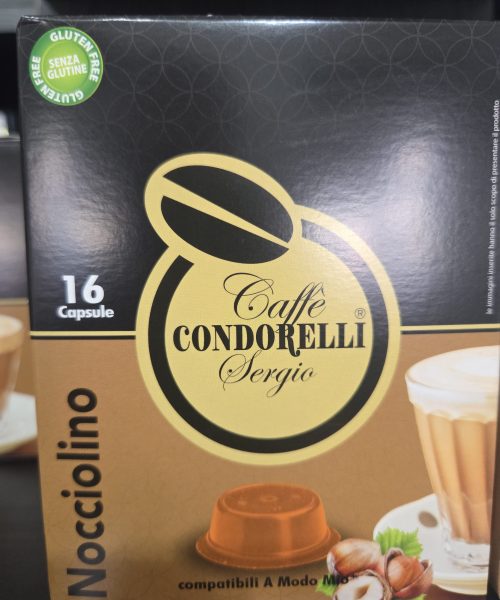 GLUTEN FREE
SENZA
GLUTINE
GLUTEN FREE
le immagini inserite hanno il solo scopo di presentare il prodotto
16
Capsule
Caffè
CONDORELLI
®
Sergio
Nocciolino
compatibili A Modo Mio*